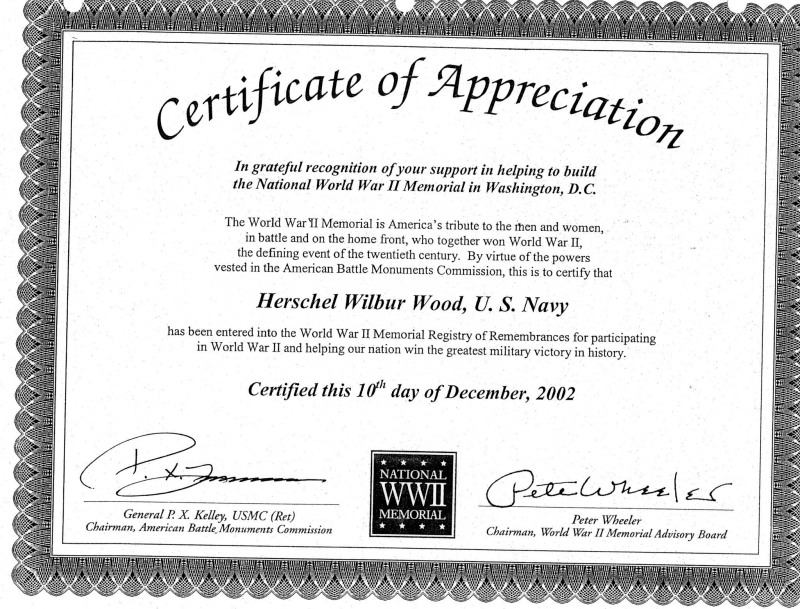 Certificate of Appreciation
In grateful recognition of your support in helping to build
the National World War II Memorial in Washington, D.C.
The World War II Memorial is America's tribute to the men and women,
in battle and on the home front, who together won World War II,
the defining event of the twentieth century. By virtue of the powers
vested in the American Battle Monuments Commission, this is to certify that
Herschel Wilbur Wood, U. S. Navy
has been entered into the World War II Memorial Registry of Remembrances for participating
in World War II and helping our nation win the greatest military victory in history.
Certified this 10th day of December, 2002
P. X.
General P. X. Kelley, USMC (Ret)
Chairman, American Battle Monuments Commission
NATIONAL
WWII
MEMORIAL
Pete Wheeler
Peter Wheeler
Chairman, World War II Memorial Advisory Board